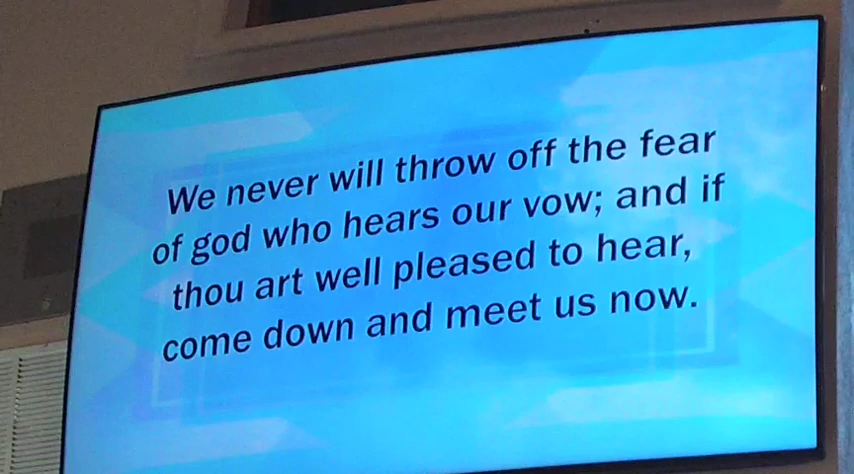 We never will throw off the fear
of god who hears our vow; and if
thou art well pleased to hear,
come down and meet us now.